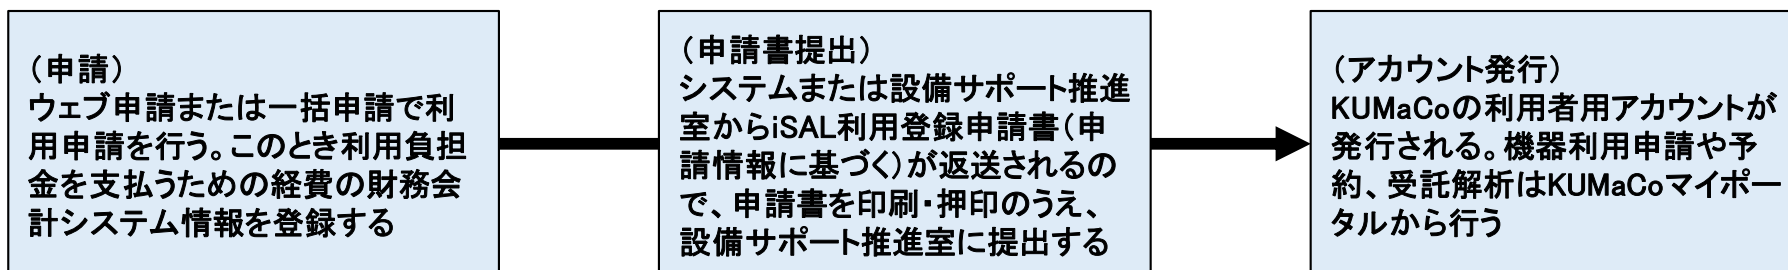 （申請）
ウェブ申請または一括申請で利
用申請を行う。このとき利用負担
金を支払うための経費の財務会
計システム情報を登録する
（申請書提出）
システムまたは設備サポート推進
室からiSAL利用登録申請書（申
請情報に基づく）が返送されるの
で、申請書を印刷・押印のうえ、
設備サポート推進室に提出する
（アカウント発行）
KUMaCoの利用者用アカウントが
発行される。機器利用申請や予
約、受託解析はKUMaCoマイポー
タルから行う